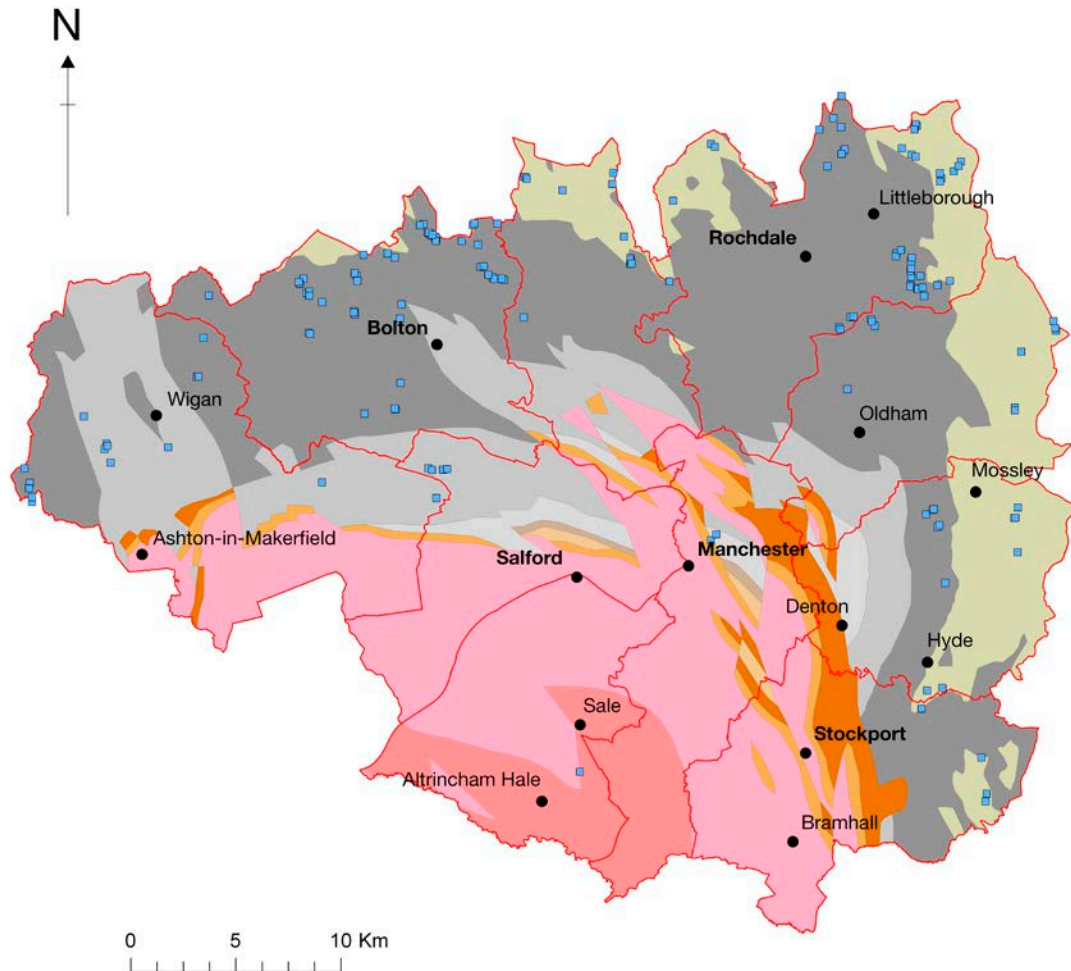 N
Littleborough
Rochdale
Bolton
Wigan
Oldham
Mossley
Ashton-in-Makerfield
Salford
Manchester
Denton
Hyde
Sale
Stockport
Altrincham Hale
Bramhall
0 5 10 Km